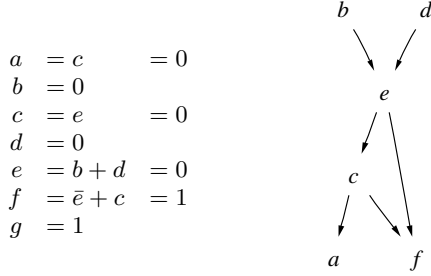 a = c = 0
b = 0
c = e = 0
d = 0
e = b + d = 0
f = ē + c = 1
g = 1
b d
e
c
a f